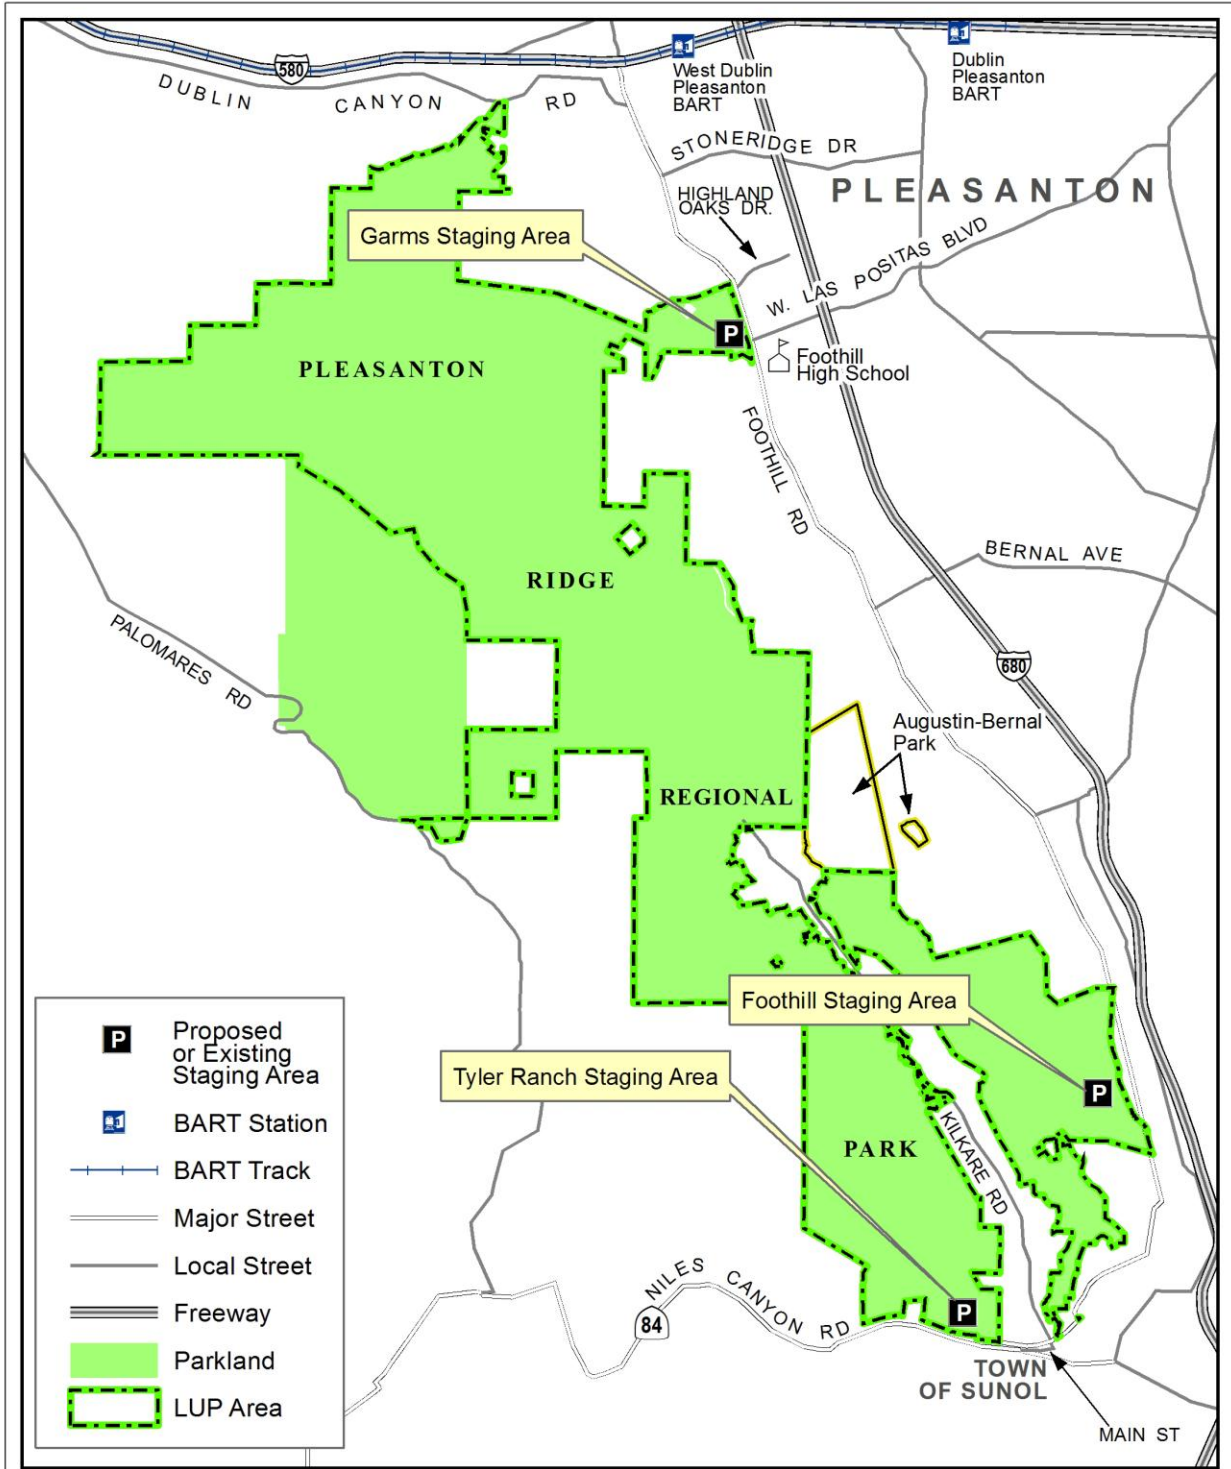 580
DUBLIN CANYON RD
West Dublin
Pleasanton
BART
Dublin
Pleasanton
BART
STONERIDGE DR
PLEASANTON
HIGHLAND
OAKS DR.
Garms Staging Area
W. LAS POSITAS BLVD
P
Foothill
High School
PLEASANTON
FOOTHILL RD
BERNAL AVE
RIDGE
PALOMARES RD
680
Augustin-Bernal
Park
REGIONAL
Foothill Staging Area
P
Tyler Ranch Staging Area
PARK
KILKARE RD
NILES CANYON RD
84
P
TOWN
OF SUNOL
MAIN ST
P
Proposed
or Existing
Staging Area
BART Station
BART Track
Major Street
Local Street
Freeway
Parkland
LUP Area